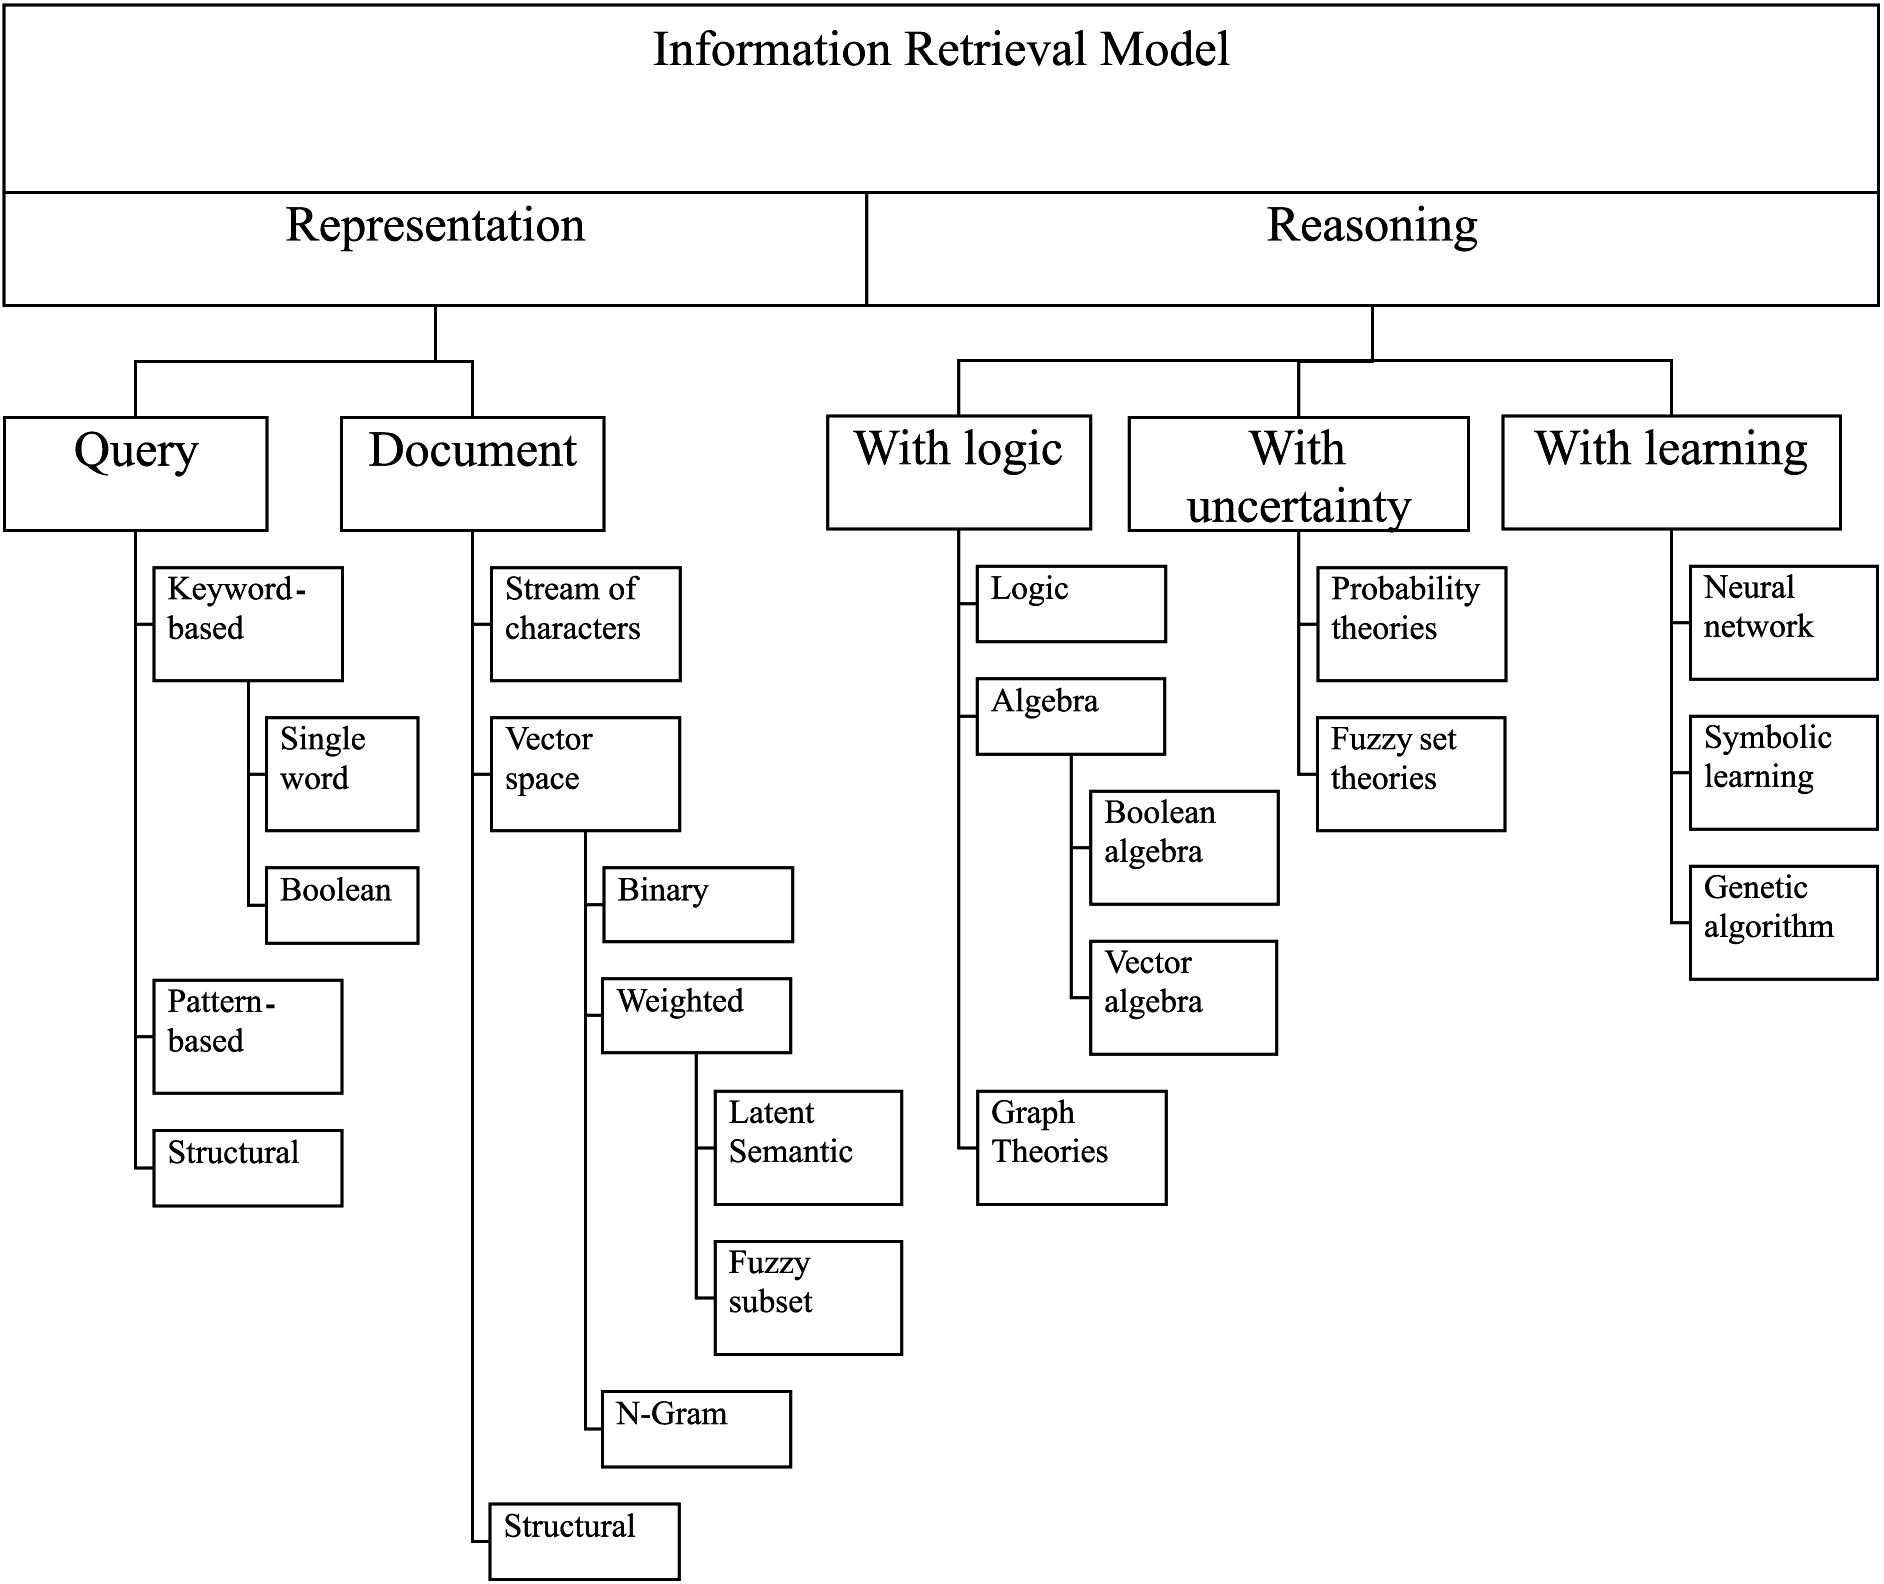 Information Retrieval Model
Representation
Reasoning
Query
Document
With logic
With
uncertainty
With learning
Keyword-
based
Single
word
Boolean
Pattern-
based
Structural
Stream of
characters
Vector
space
Binary
Weighted
Latent
Semantic
Fuzzy
subset
N-Gram
Structural
Logic
Algebra
Boolean
algebra
Vector
algebra
Graph
Theories
Probability
theories
Fuzzy set
theories
Neural
network
Symbolic
learning
Genetic
algorithm